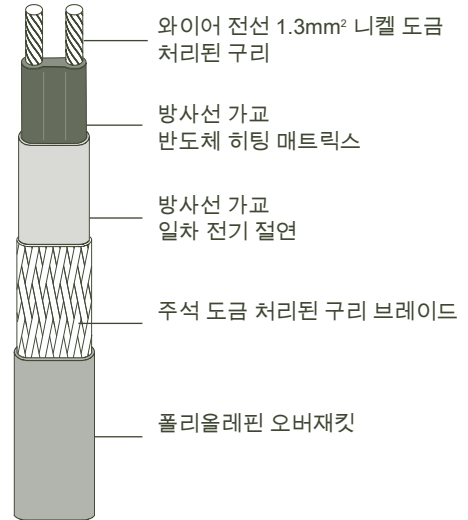 와이어 전선 1.3mm² 니켈 도금
처리된 구리
방사선 가교
반도체 히팅 매트릭스
방사선 가교
일차 전기 절연
주석 도금 처리된 구리 브레이드
폴리올레핀 오버재킷